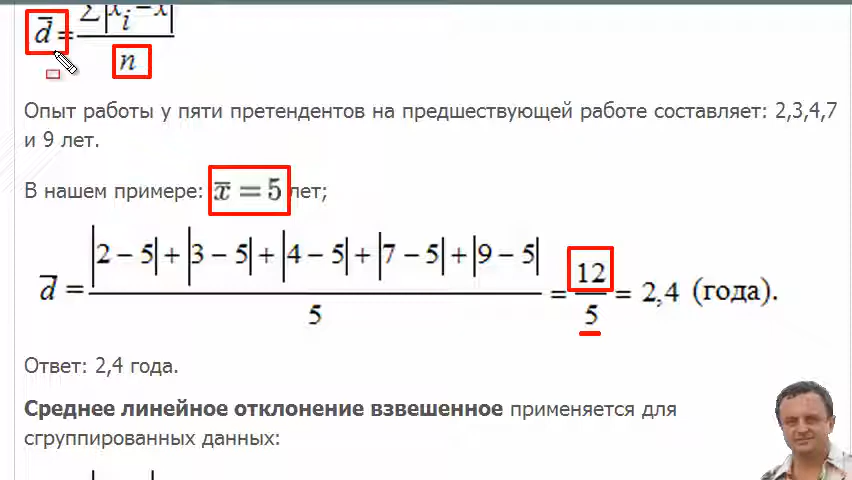 d̅ = Σ|xᵢ – x̅|
n
Опыт работы у пяти претендентов на предшествующей работе составляет: 2,3,4,7
и 9 лет.
В нашем примере: x̅ = 5 лет;
d̅ = |2 – 5| + |3 – 5| + |4 – 5| + |7 – 5| + |9 – 5| / 5 = 12 / 5 = 2,4 (года).
Ответ: 2,4 года.
Среднее линейное отклонение взвешенное применяется для
сгруппированных данных: